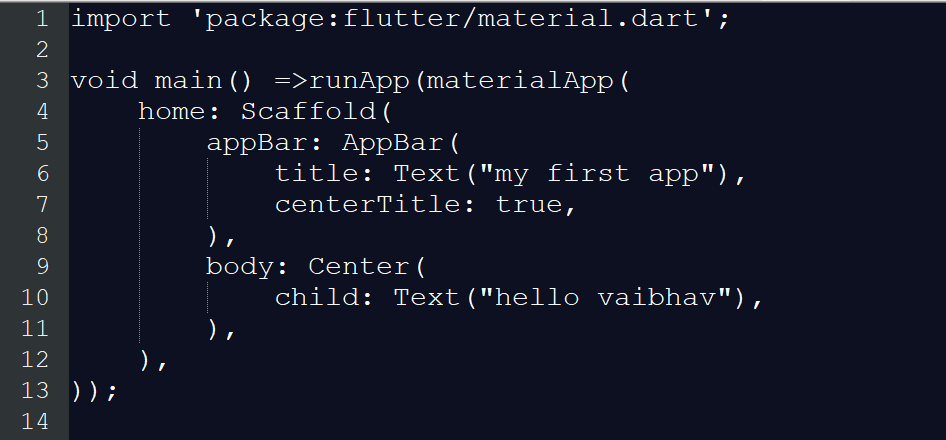 1 import 'package:flutter/material.dart';
2
3 void main() =>runApp(materialApp(
4     home: Scaffold(
5         appBar: AppBar(
6             title: Text("my first app"),
7             centerTitle: true,
8         ),
9         body: Center(
10             child: Text("hello vaibhav"),
11         ),
12     ),
13 ));
14